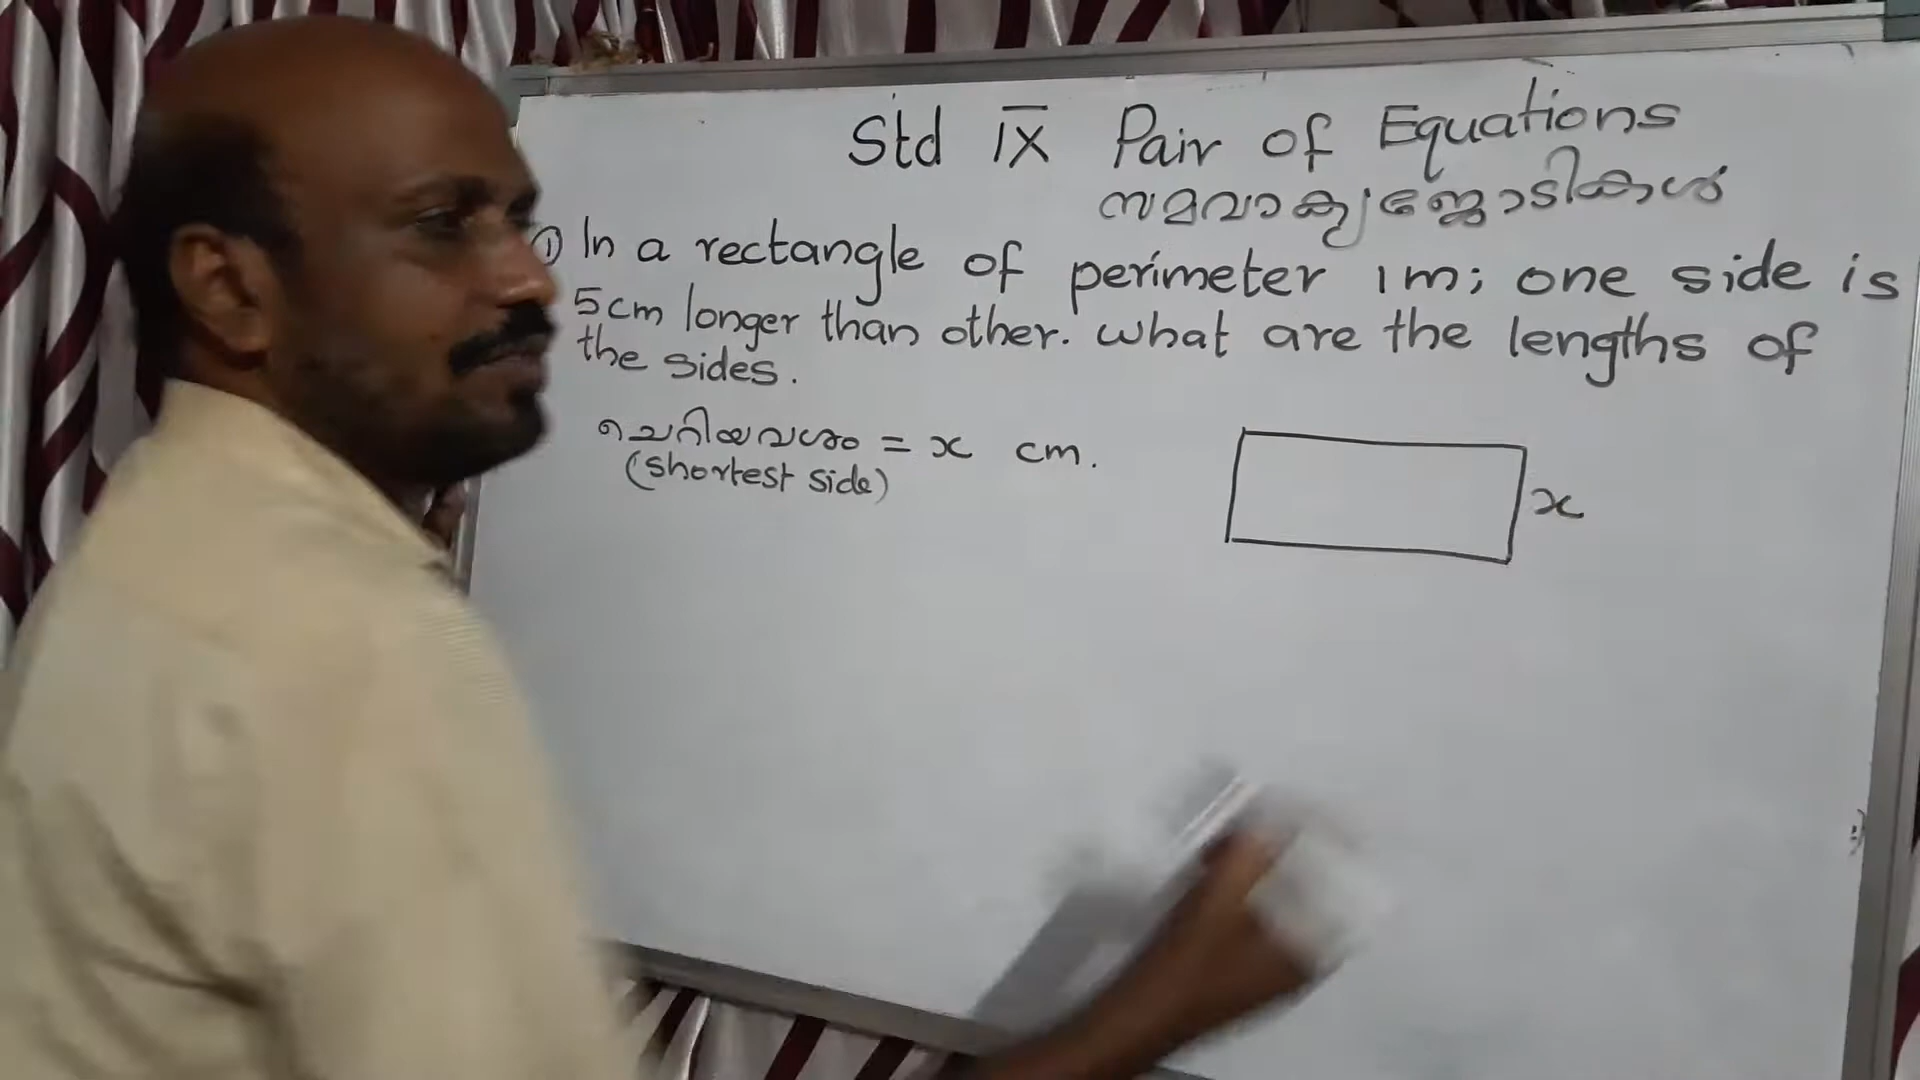 Std IX Pair of Equations
സമവാക്യജോടികൾ
① In a rectangle of perimeter 1m; one side is
5cm longer than other. what are the lengths of
the sides.
ചെറിയവശം = x cm.
(shortest side)
x